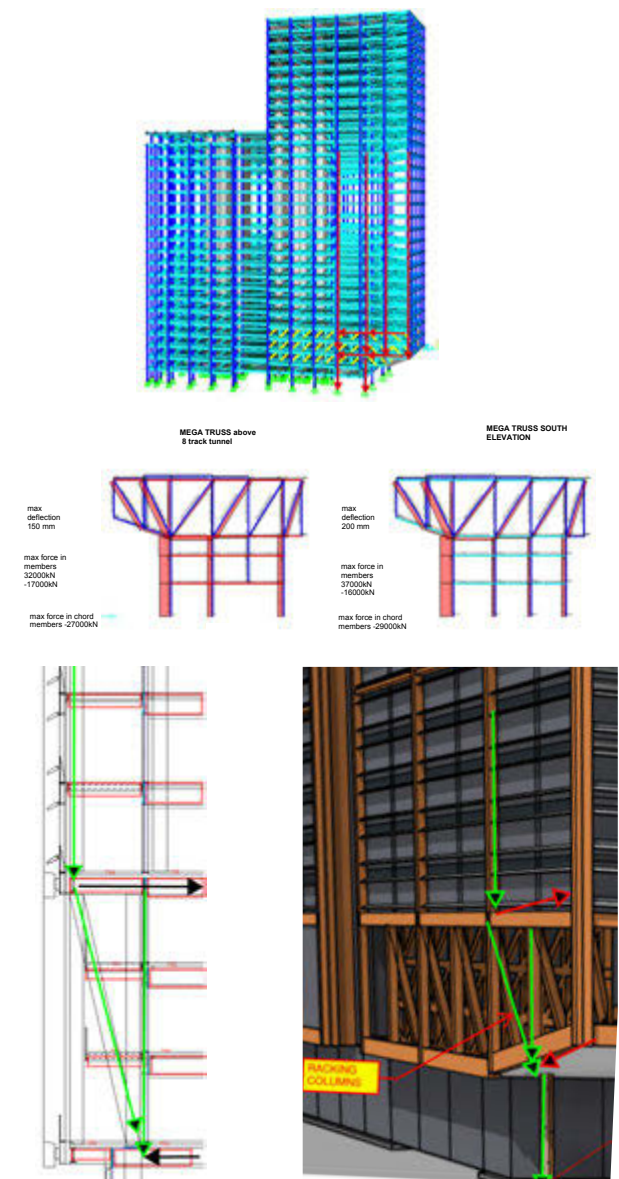 MEGA TRUSS above
8 track tunnel
MEGA TRUSS SOUTH
ELEVATION
max
deflection
150 mm
max force in
members
32000kN
-17000kN
max force in chord
members -27000kN
max
deflection
200 mm
max force in
members
37000kN
-16000kN
max force in chord
members -29000kN
RACKING
COLUMNS